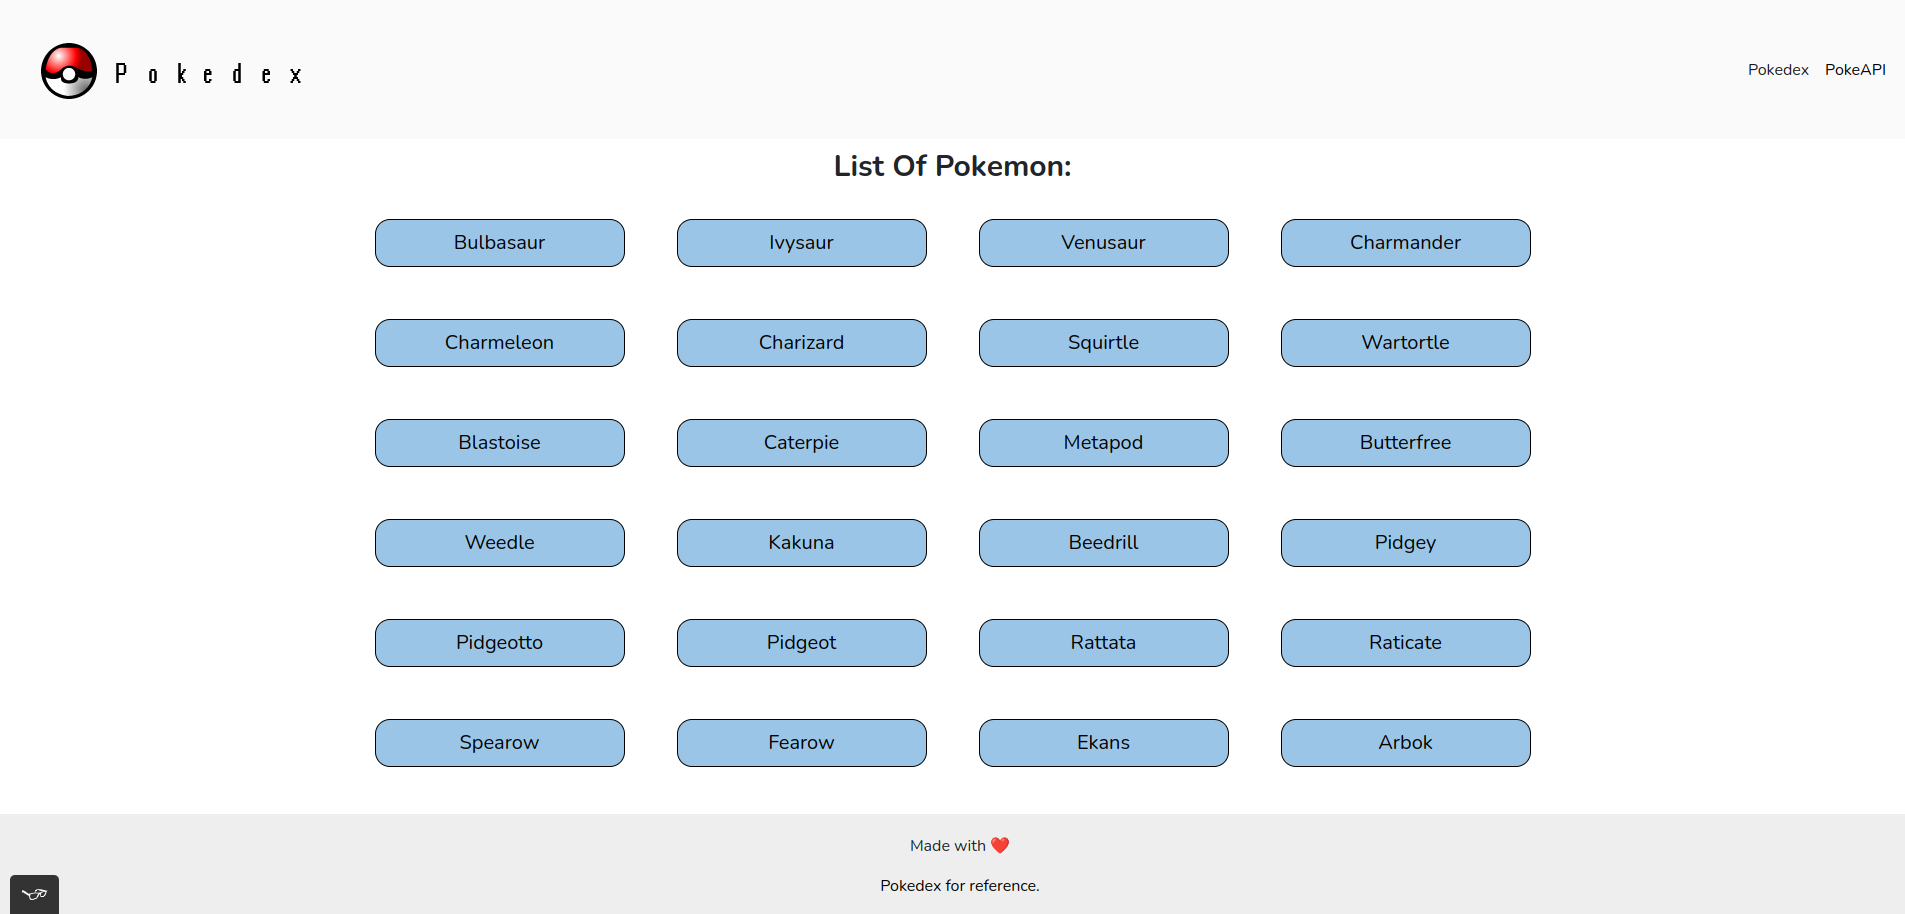 Pokedex
Pokedex PokeAPI
List Of Pokemon:
Bulbasaur Ivysaur Venusaur Charmander
Charmeleon Charizard Squirtle Wartortle
Blastoise Caterpie Metapod Butterfree
Weedle Kakuna Beedrill Pidgey
Pidgeotto Pidgeot Rattata Raticate
Spearow Fearow Ekans Arbok
Made with ❤️
Pokedex for reference.